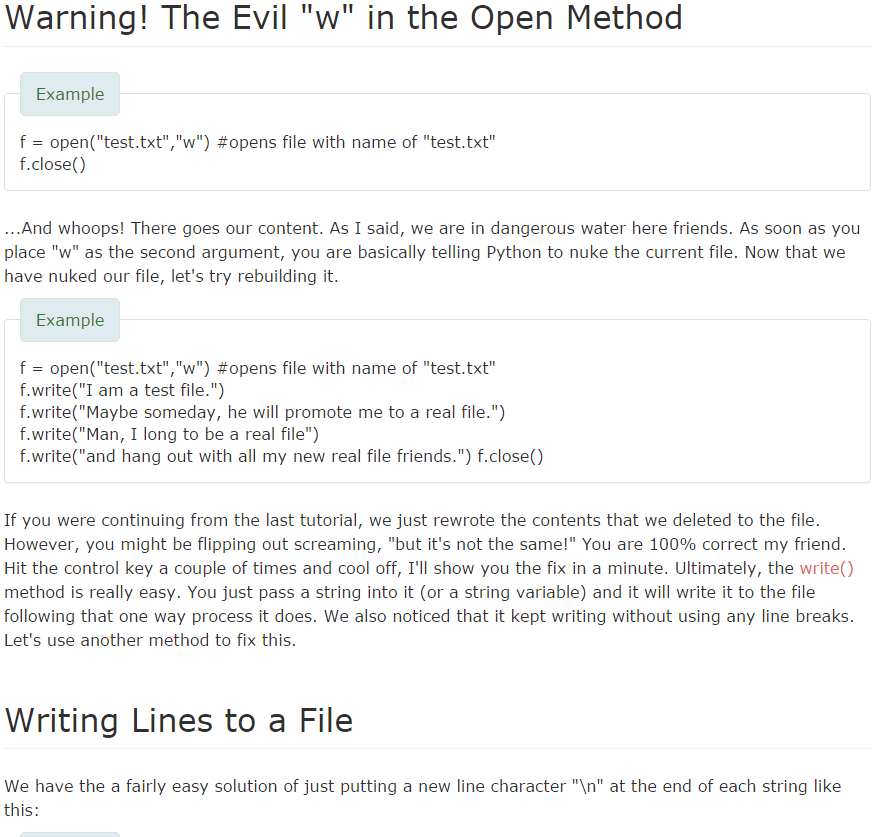 Warning! The Evil "w" in the Open Method
Example
f = open("test.txt","w") #opens file with name of "test.txt"
f.close()
...And whoops! There goes our content. As I said, we are in dangerous water here friends. As soon as you
place "w" as the second argument, you are basically telling Python to nuke the current file. Now that we
have nuked our file, let's try rebuilding it.
Example
f = open("test.txt","w") #opens file with name of "test.txt"
f.write("I am a test file.")
f.write("Maybe someday, he will promote me to a real file.")
f.write("Man, I long to be a real file")
f.write("and hang out with all my new real file friends.") f.close()
If you were continuing from the last tutorial, we just rewrote the contents that we deleted to the file.
However, you might be flipping out screaming, "but it's not the same!" You are 100% correct my friend.
Hit the control key a couple of times and cool off, I'll show you the fix in a minute. Ultimately, the write()
method is really easy. You just pass a string into it (or a string variable) and it will write it to the file
following that one way process it does. We also noticed that it kept writing without using any line breaks.
Let's use another method to fix this.
Writing Lines to a File
We have the a fairly easy solution of just putting a new line character "\n" at the end of each string like
this: